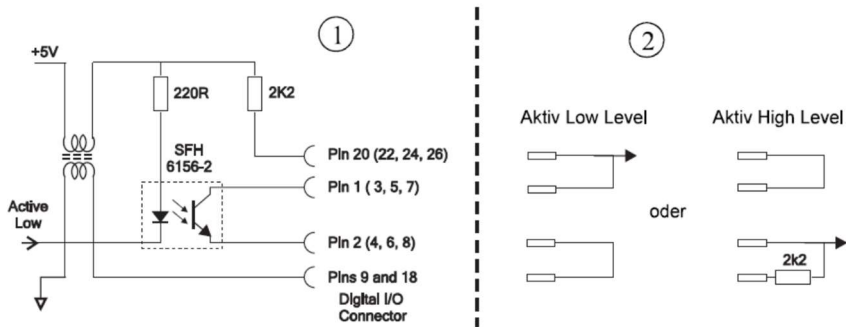 1
+5V
220R
2K2
SFH
6156-2
Pin 20 (22, 24, 26)
Pin 1 ( 3, 5, 7)
Active
Low
Pin 2 (4, 6, 8)
Pins 9 and 18
Digital I/O
Connector
2
Aktiv Low Level
Aktiv High Level
oder
2k2